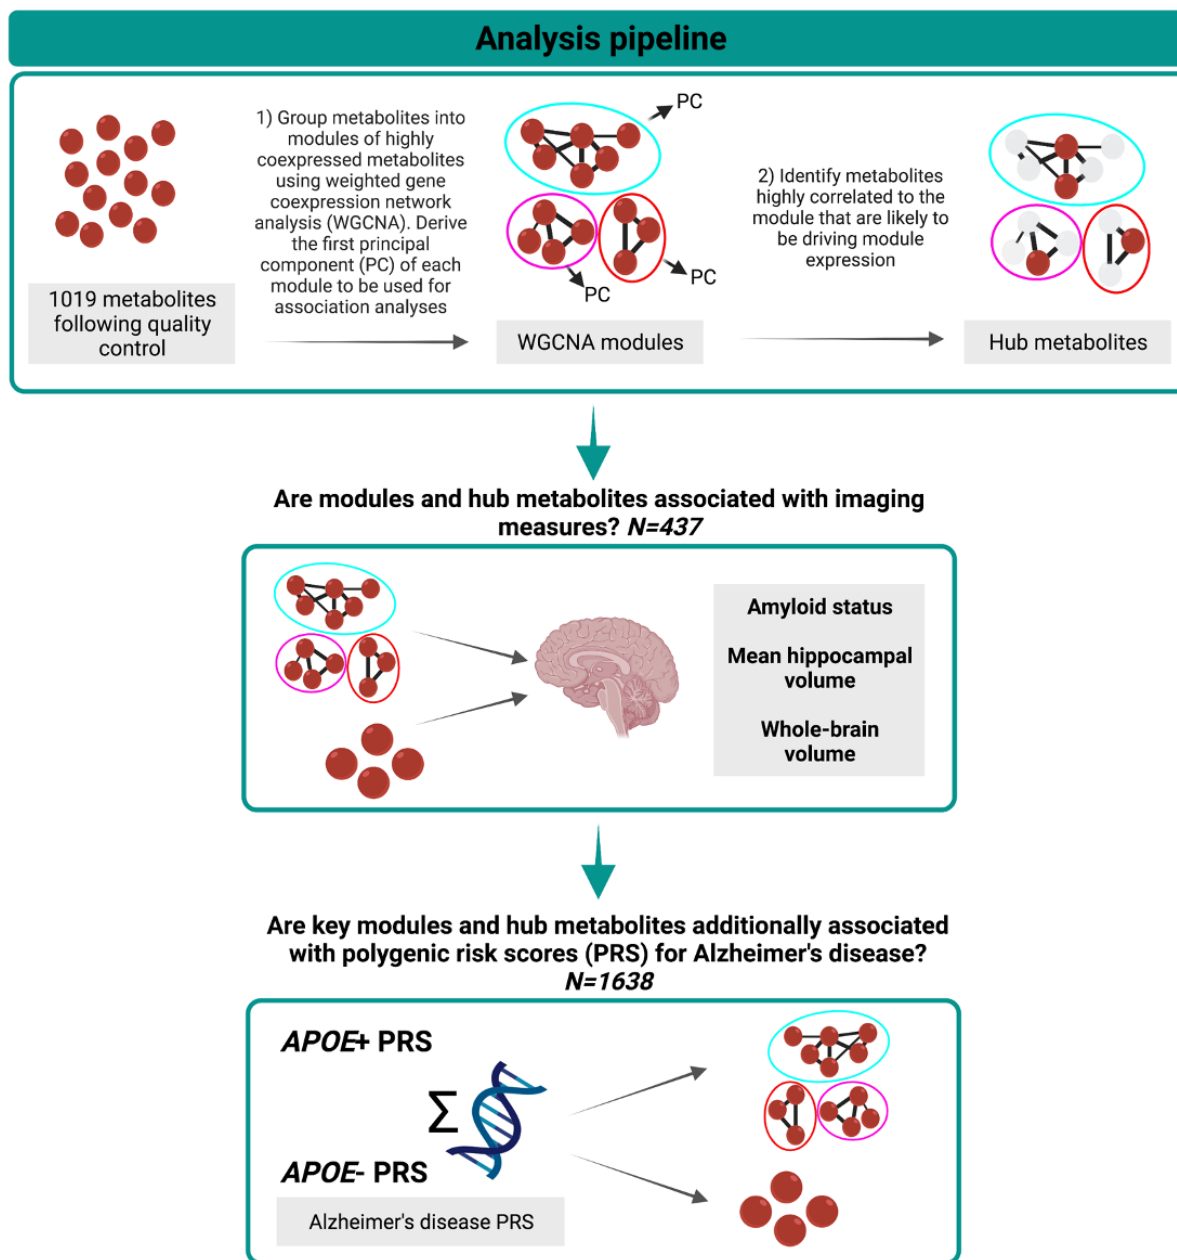 Analysis pipeline
1019 metabolites
following quality
control
1) Group metabolites into
modules of highly
coexpressed metabolites
using weighted gene
coexpression network
analysis (WGCNA). Derive
the first principal
component (PC) of each
module to be used for
association analyses
PC
PC
PC
WGCNA modules
2) Identify metabolites
highly correlated to the
module that are likely to
be driving module
expression
Hub metabolites
Are modules and hub metabolites associated with imaging
measures? N=437
Amyloid status
Mean hippocampal
volume
Whole-brain
volume
Are key modules and hub metabolites additionally associated
with polygenic risk scores (PRS) for Alzheimer's disease?
N=1638
APOE+ PRS
Σ
APOE- PRS
Alzheimer's disease PRS